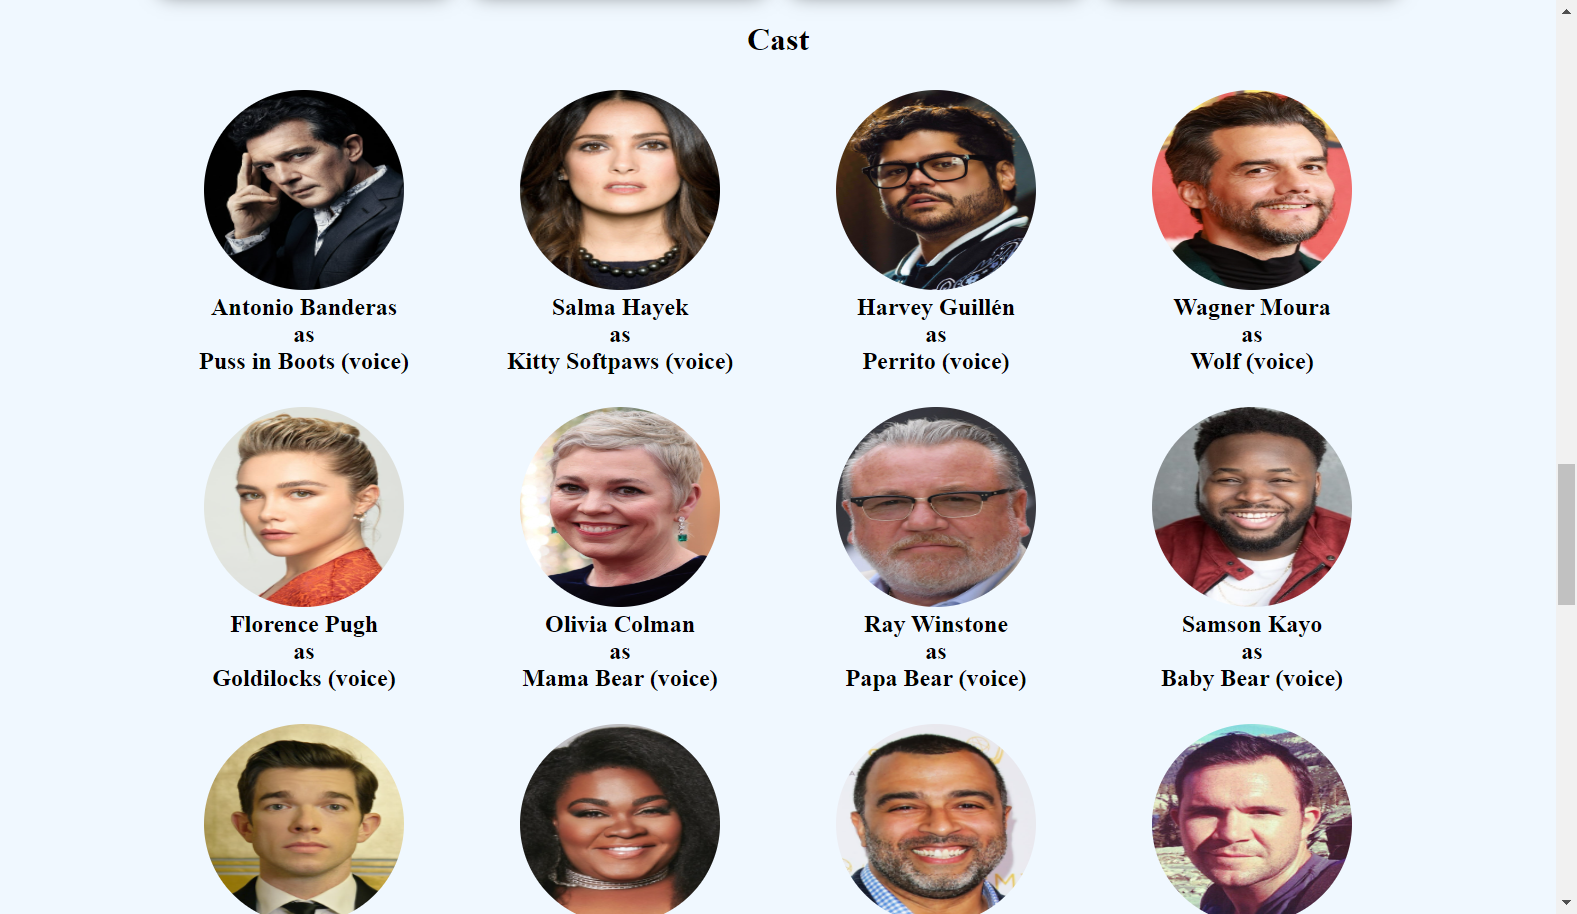 Cast
Antonio Banderas
as
Puss in Boots (voice)
Salma Hayek
as
Kitty Softpaws (voice)
Harvey Guillén
as
Perrito (voice)
Wagner Moura
as
Wolf (voice)
Florence Pugh
as
Goldilocks (voice)
Olivia Colman
as
Mama Bear (voice)
Ray Winstone
as
Papa Bear (voice)
Samson Kayo
as
Baby Bear (voice)